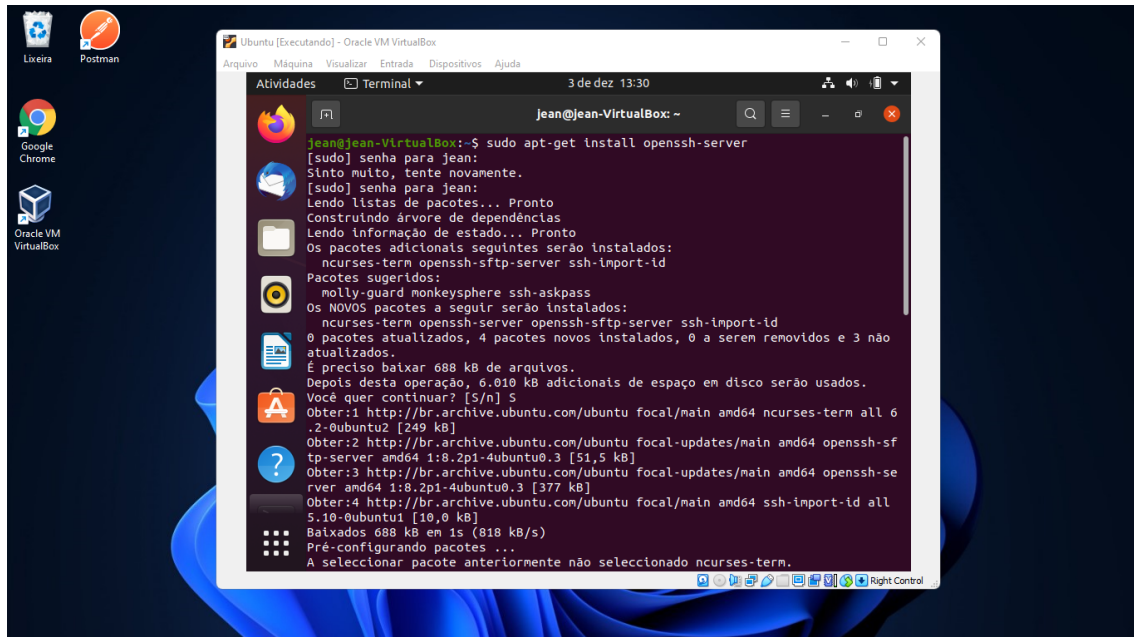 Lixeira
Postman
Google
Chrome
Oracle VM
VirtualBox
Ubuntu [Executando] - Oracle VM VirtualBox
Arquivo Máquina Visualizar Entrada Dispositivos Ajuda
Atividades Terminal 3 de dez 13:30
jean@jean-VirtualBox: ~
jean@jean-VirtualBox:~$ sudo apt-get install openssh-server
[sudo] senha para jean:
Sinto muito, tente novamente.
[sudo] senha para jean:
Lendo listas de pacotes... Pronto
Construindo árvore de dependências
Lendo informação de estado... Pronto
Os pacotes adicionais seguintes serão instalados:
ncurses-term openssh-sftp-server ssh-import-id
Pacotes sugeridos:
molly-guard monkeysphere ssh-askpass
Os NOVOS pacotes a seguir serão instalados:
ncurses-term openssh-server openssh-sftp-server ssh-import-id
0 pacotes atualizados, 4 pacotes novos instalados, 0 a serem removidos e 3 não
atualizados.
É preciso baixar 688 kB de arquivos.
Depois desta operação, 6.010 kB adicionais de espaço em disco serão usados.
Você quer continuar? [S/n] S
Obter:1 http://br.archive.ubuntu.com/ubuntu focal/main amd64 ncurses-term all 6
.2-0ubuntu2 [249 kB]
Obter:2 http://br.archive.ubuntu.com/ubuntu focal-updates/main amd64 openssh-sf
tp-server amd64 1:8.2p1-4ubuntu0.3 [51,5 kB]
Obter:3 http://br.archive.ubuntu.com/ubuntu focal-updates/main amd64 openssh-se
rver amd64 1:8.2p1-4ubuntu0.3 [377 kB]
Obter:4 http://br.archive.ubuntu.com/ubuntu focal/main amd64 ssh-import-id all
5.10-0ubuntu1 [10,0 kB]
Baixados 688 kB em 1s (818 kB/s)
Pré-configurando pacotes ...
A seleccionar pacote anteriormente não seleccionado ncurses-term.
Right Control